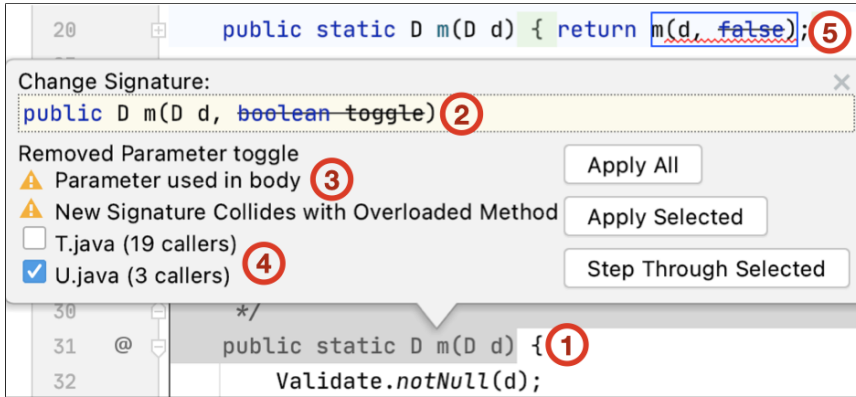 20 public static D m(D d) { return m(d, false); 5
Change Signature: ×
public D m(D d, boolean toggle) 2
Removed Parameter toggle
Parameter used in body 3
Apply All
New Signature Collides with Overloaded Method
Apply Selected
T.java (19 callers)
U.java (3 callers) 4
Step Through Selected
30 */
31 @ public static D m(D d) { 1
32 Validate.notNull(d);